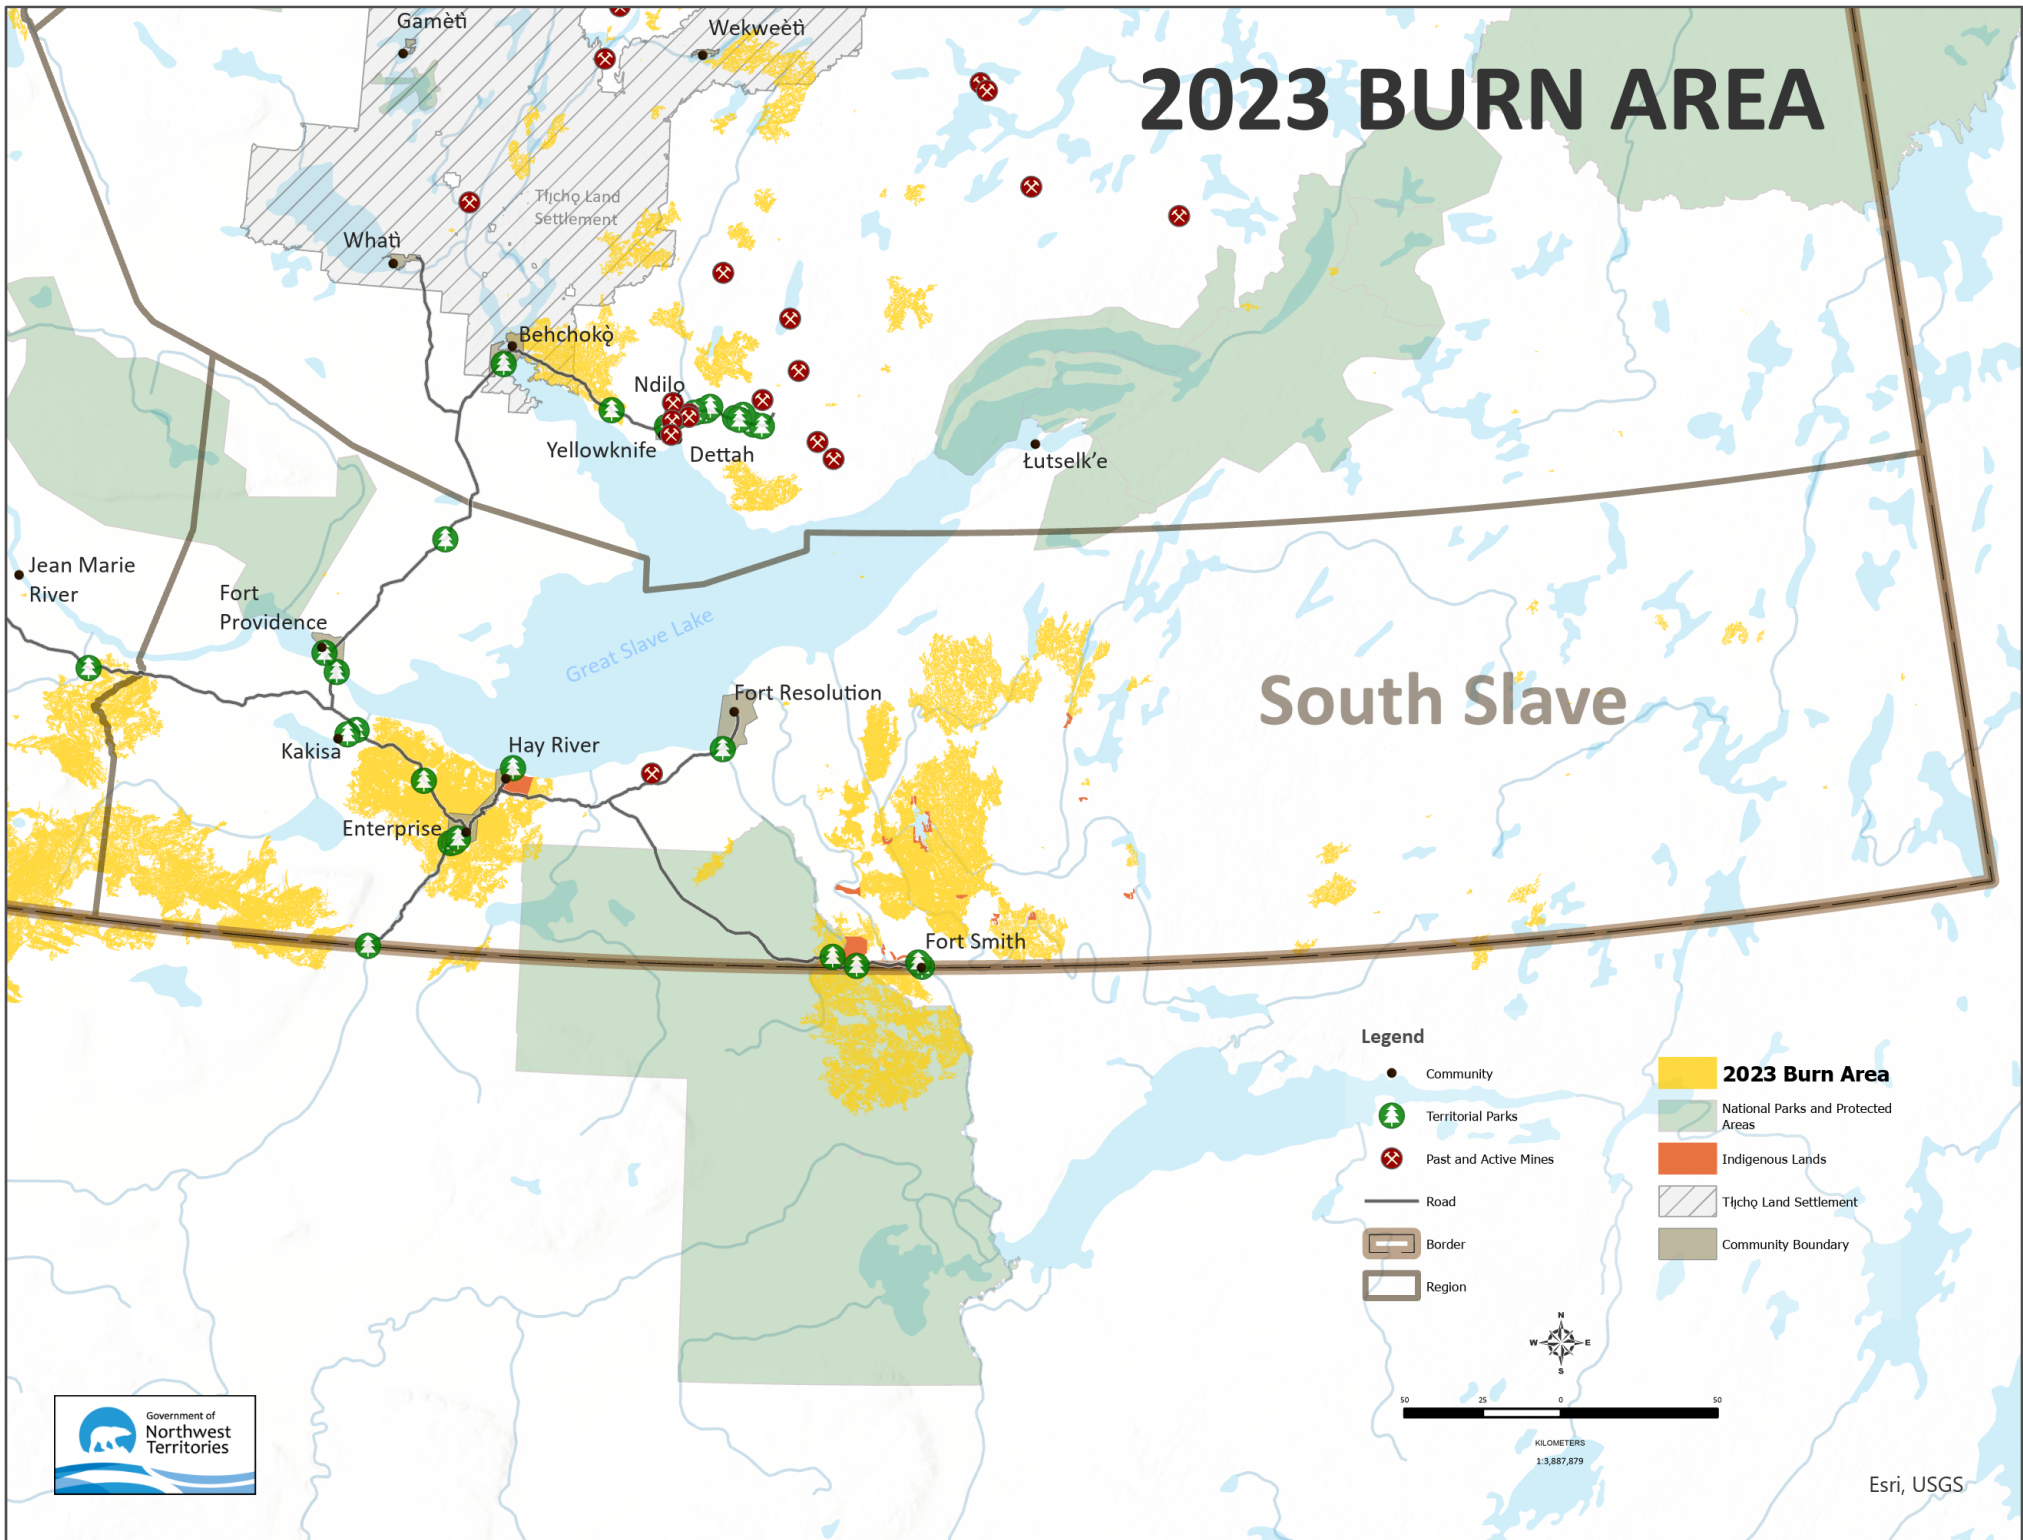 Gamètì
Wekweètì
2023 BURN AREA
Tłįchǫ Land
Settlement
Whatì
Behchokǫ̀
Ndilo
Yellowknife
Dettah
Łutselk’e
Jean Marie
River
Fort
Providence
Great Slave Lake
Fort Resolution
South Slave
Kakisa
Hay River
Enterprise
Fort Smith
Legend
Community
Territorial Parks
Past and Active Mines
Road
Border
Region
2023 Burn Area
National Parks and Protected
Areas
Indigenous Lands
Tłįchǫ Land Settlement
Community Boundary
N
W E
S
50 25 0 50
KILOMETERS
1:3,887,879
Government of
Northwest
Territories
Esri, USGS